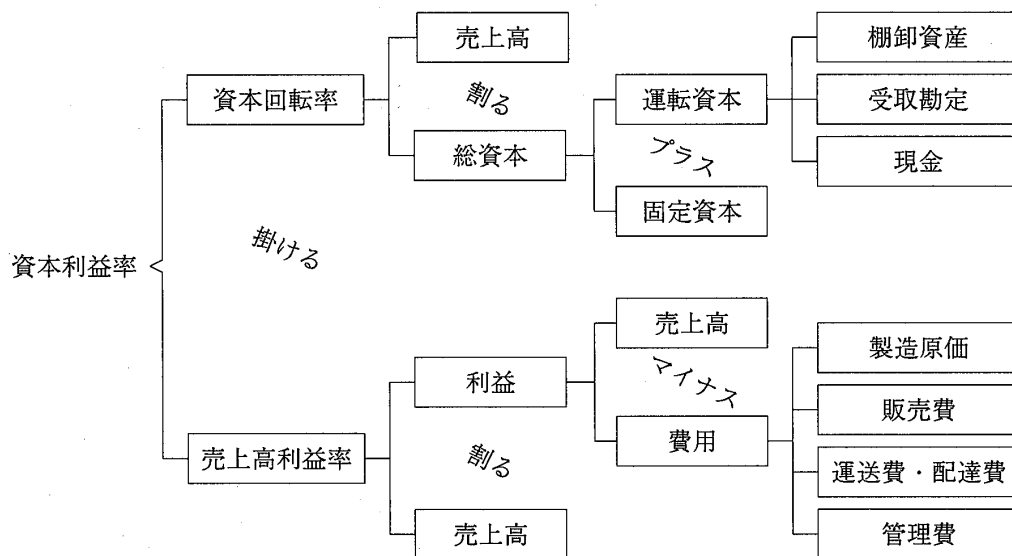 売上高
棚卸資産
資本回転率
割る
運転資本
受取勘定
総資本
プラス
現金
固定資本
掛ける
資本利益率
売上高
製造原価
利益
マイナス
販売費
費用
売上高利益率
割る
運送費・配達費
売上高
管理費